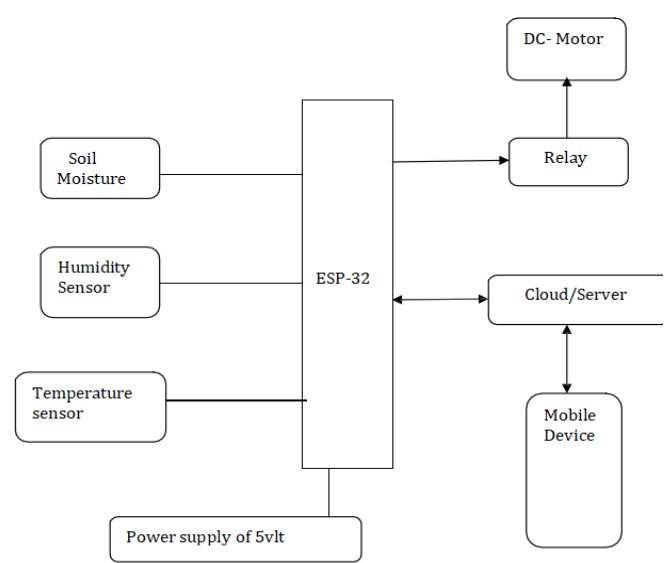 DC- Motor
Soil
Moisture
Relay
Humidity
Sensor
ESP-32
Cloud/Server
Temperature
sensor
Mobile
Device
Power supply of 5vlt